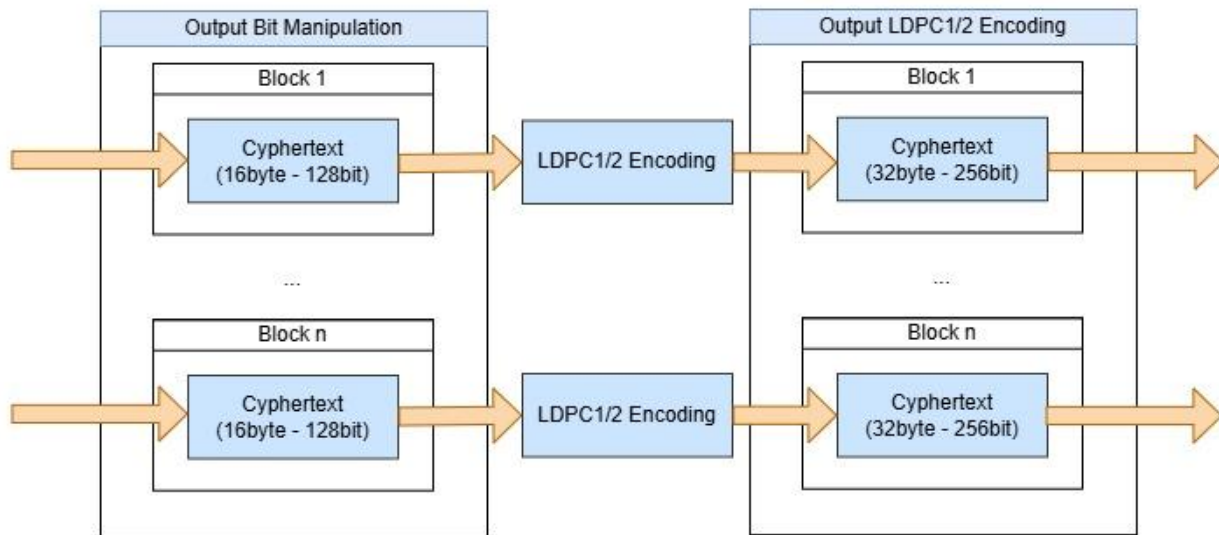 Output Bit Manipulation
Output LDPC1/2 Encoding
Block 1
Block 1
Cyphertext
(16byte - 128bit)
LDPC1/2 Encoding
Cyphertext
(32byte - 256bit)
...
...
Block n
Block n
Cyphertext
(16byte - 128bit)
LDPC1/2 Encoding
Cyphertext
(32byte - 256bit)